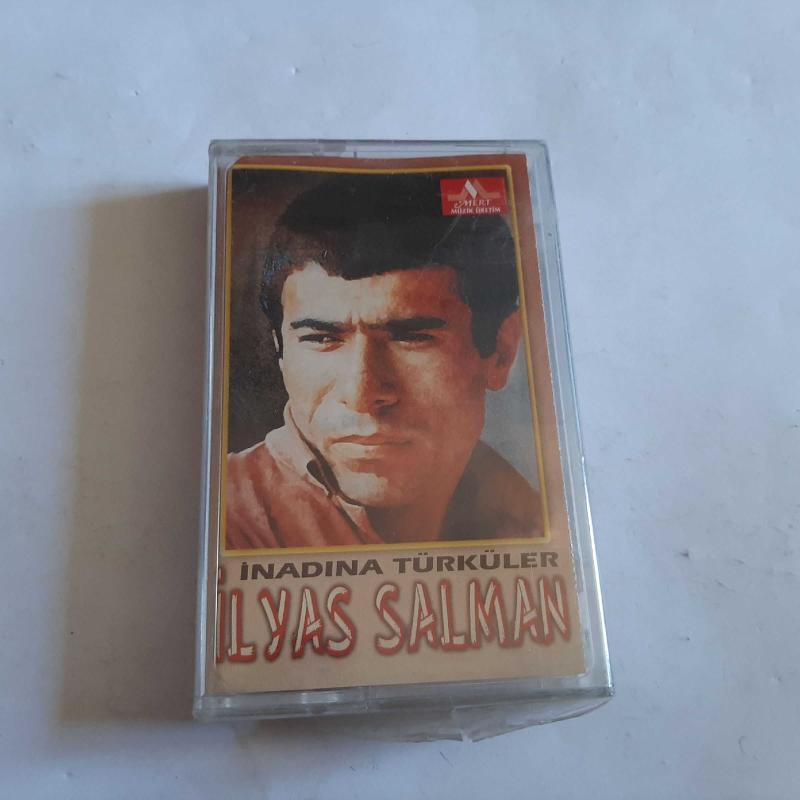 MERT
MÜZİK ÜRETİM
İNADINA TÜRKÜLER
İLYAS SALMAN